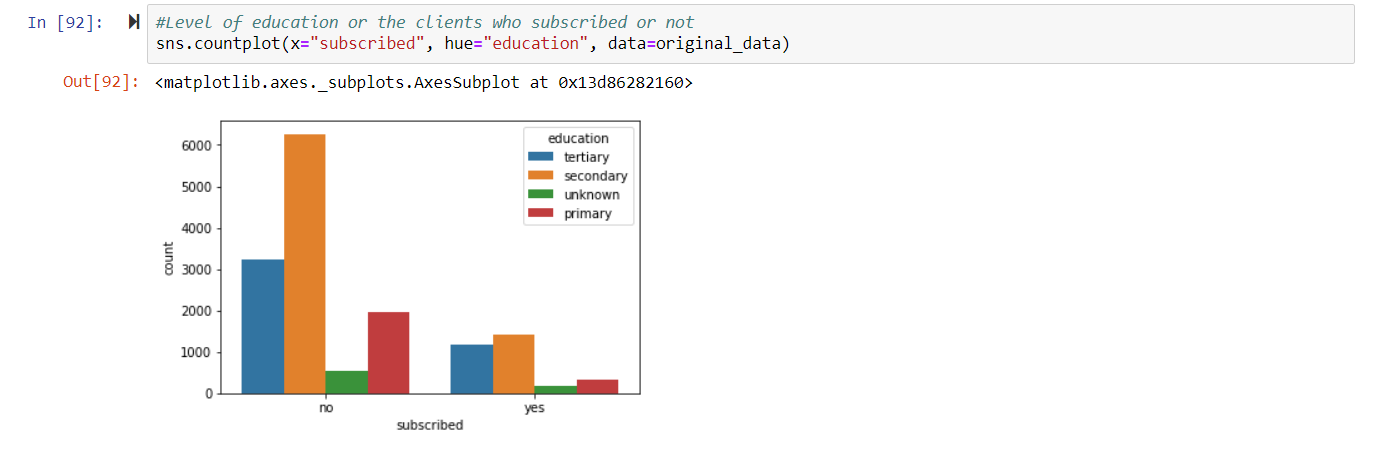 In [92]:
#Level of education or the clients who subscribed or not
sns.countplot(x="subscribed", hue="education", data=original_data)
Out[92]: <matplotlib.axes._subplots.AxesSubplot at 0x13d86282160>
education
tertiary
secondary
unknown
primary
6000
5000
4000
3000
2000
1000
0
count
no yes
subscribed